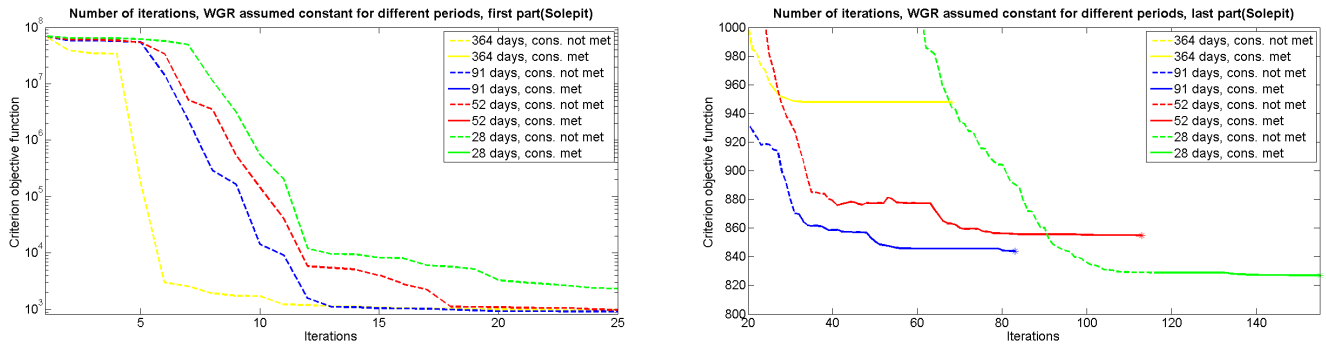 Number of iterations, WGR assumed constant for different periods, first part(Solepit)
Criterion objective function
10^8
10^7
10^6
10^5
10^4
10^3
5
10
15
20
25
Iterations
364 days, cons. not met
364 days, cons. met
91 days, cons. not met
91 days, cons. met
52 days, cons. not met
52 days, cons. met
28 days, cons. not met
28 days, cons. met
Number of iterations, WGR assumed constant for different periods, last part(Solepit)
Criterion objective function
1000
980
960
940
920
900
880
860
840
820
800
20
40
60
80
100
120
140
Iterations
364 days, cons. not met
364 days, cons. met
91 days, cons. not met
91 days, cons. met
52 days, cons. not met
52 days, cons. met
28 days, cons. not met
28 days, cons. met